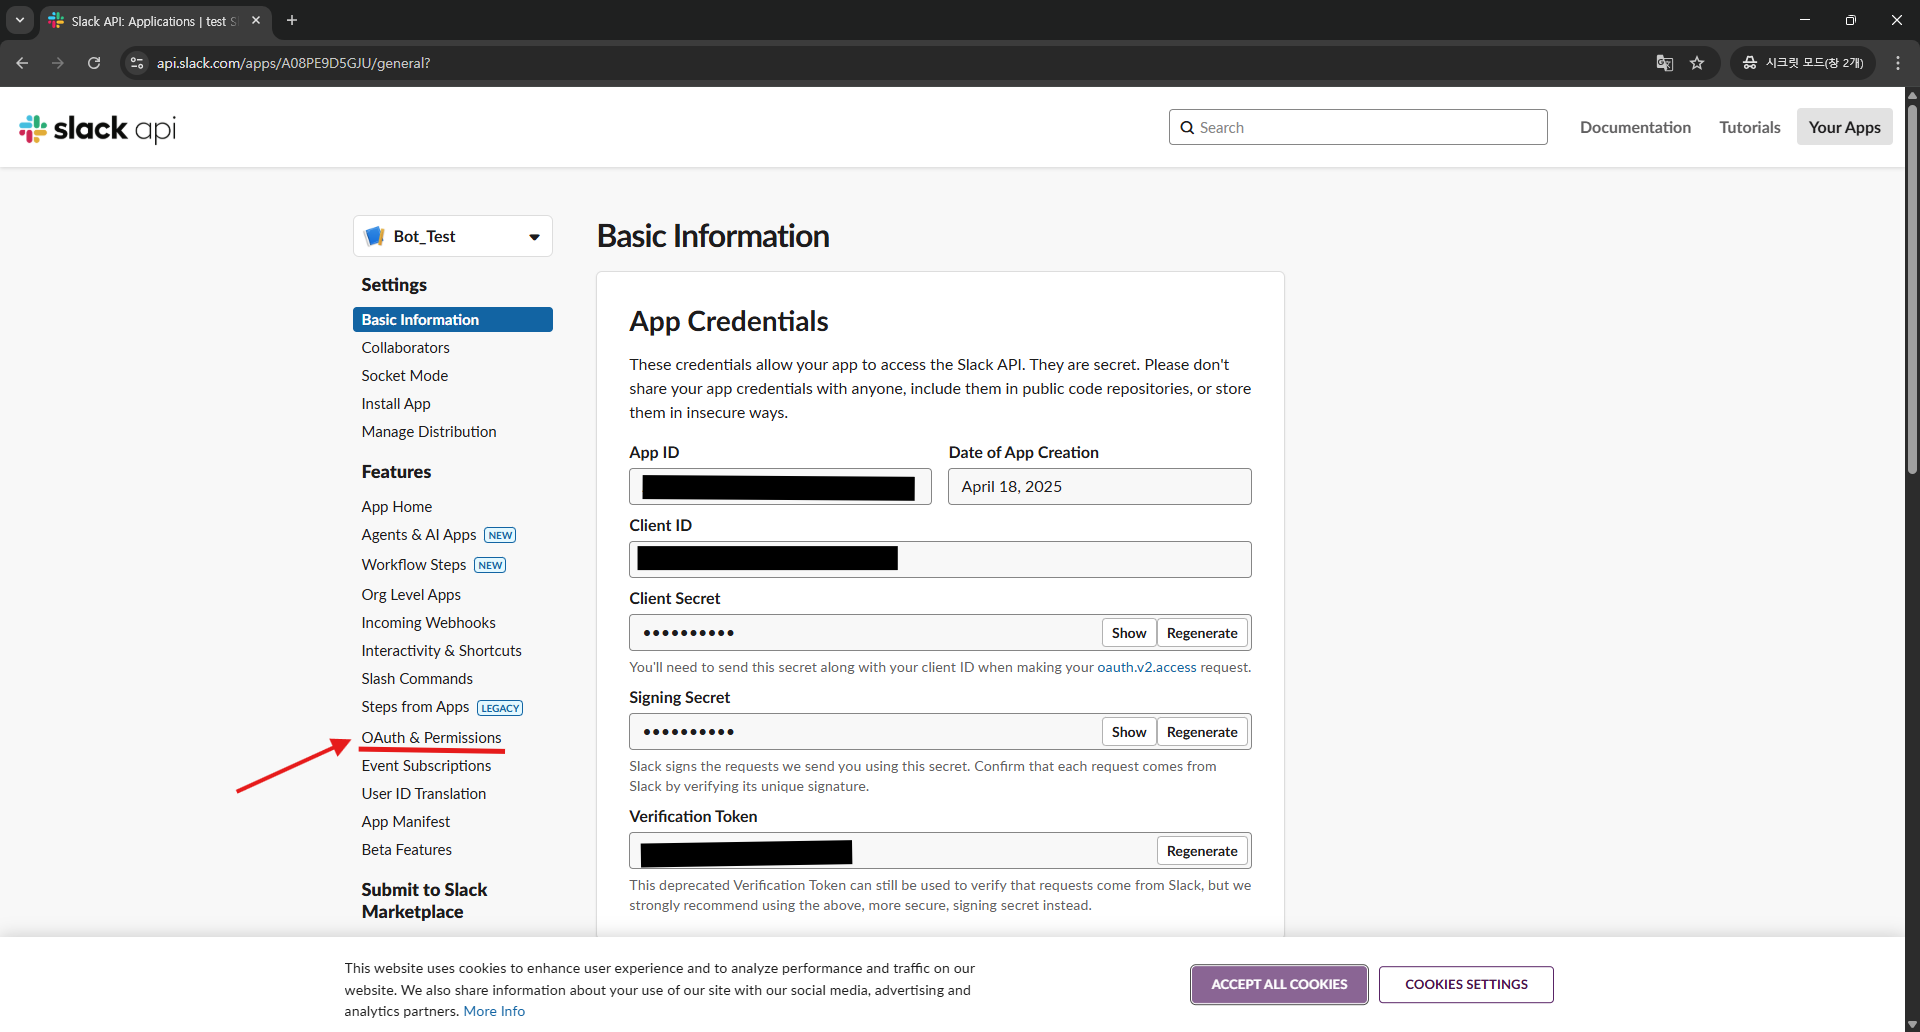 Slack API: Applications | test S
api.slack.com/apps/A08PE9D5GJU/general?
시크릿 모드(창 2개)
slack api
Search
Documentation
Tutorials
Your Apps
Bot_Test
Settings
Basic Information
Collaborators
Socket Mode
Install App
Manage Distribution
Features
App Home
Agents & AI Apps NEW
Workflow Steps NEW
Org Level Apps
Incoming Webhooks
Interactivity & Shortcuts
Slash Commands
Steps from Apps LEGACY
OAuth & Permissions
Event Subscriptions
User ID Translation
App Manifest
Beta Features
Submit to Slack
Marketplace
Basic Information
App Credentials
These credentials allow your app to access the Slack API. They are secret. Please don't
share your app credentials with anyone, include them in public code repositories, or store
them in insecure ways.
App ID
Date of App Creation
April 18, 2025
Client ID
Client Secret
••••••••••
Show
Regenerate
You'll need to send this secret along with your client ID when making your oauth.v2.access request.
Signing Secret
••••••••••
Show
Regenerate
Slack signs the requests we send you using this secret. Confirm that each request comes from
Slack by verifying its unique signature.
Verification Token
Regenerate
This deprecated Verification Token can still be used to verify that requests come from Slack, but we
strongly recommend using the above, more secure, signing secret instead.
This website uses cookies to enhance user experience and to analyze performance and traffic on our
website. We also share information about your use of our site with our social media, advertising and
analytics partners. More Info
ACCEPT ALL COOKIES
COOKIES SETTINGS